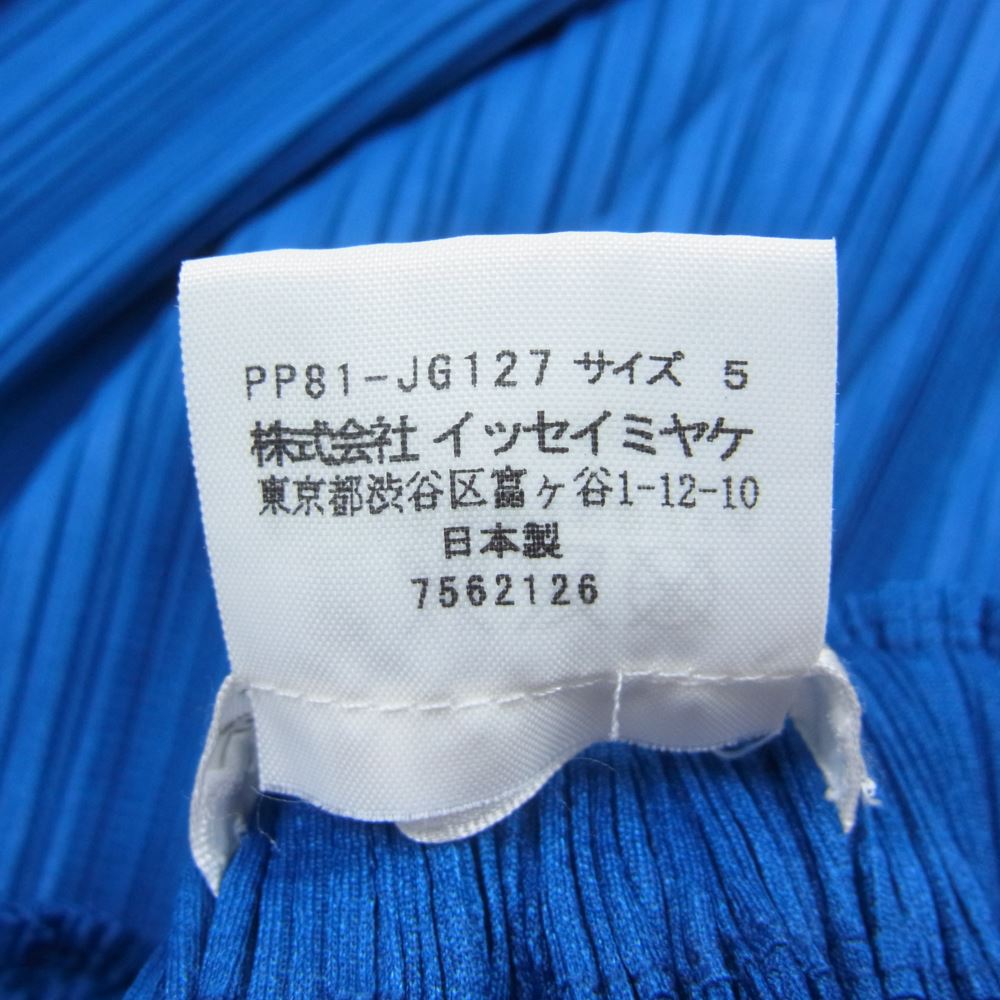 PP81-JG127 サイズ 5
株式会社 イッセイミヤケ
東京都渋谷区富ヶ谷1-12-10
日本製
7562126